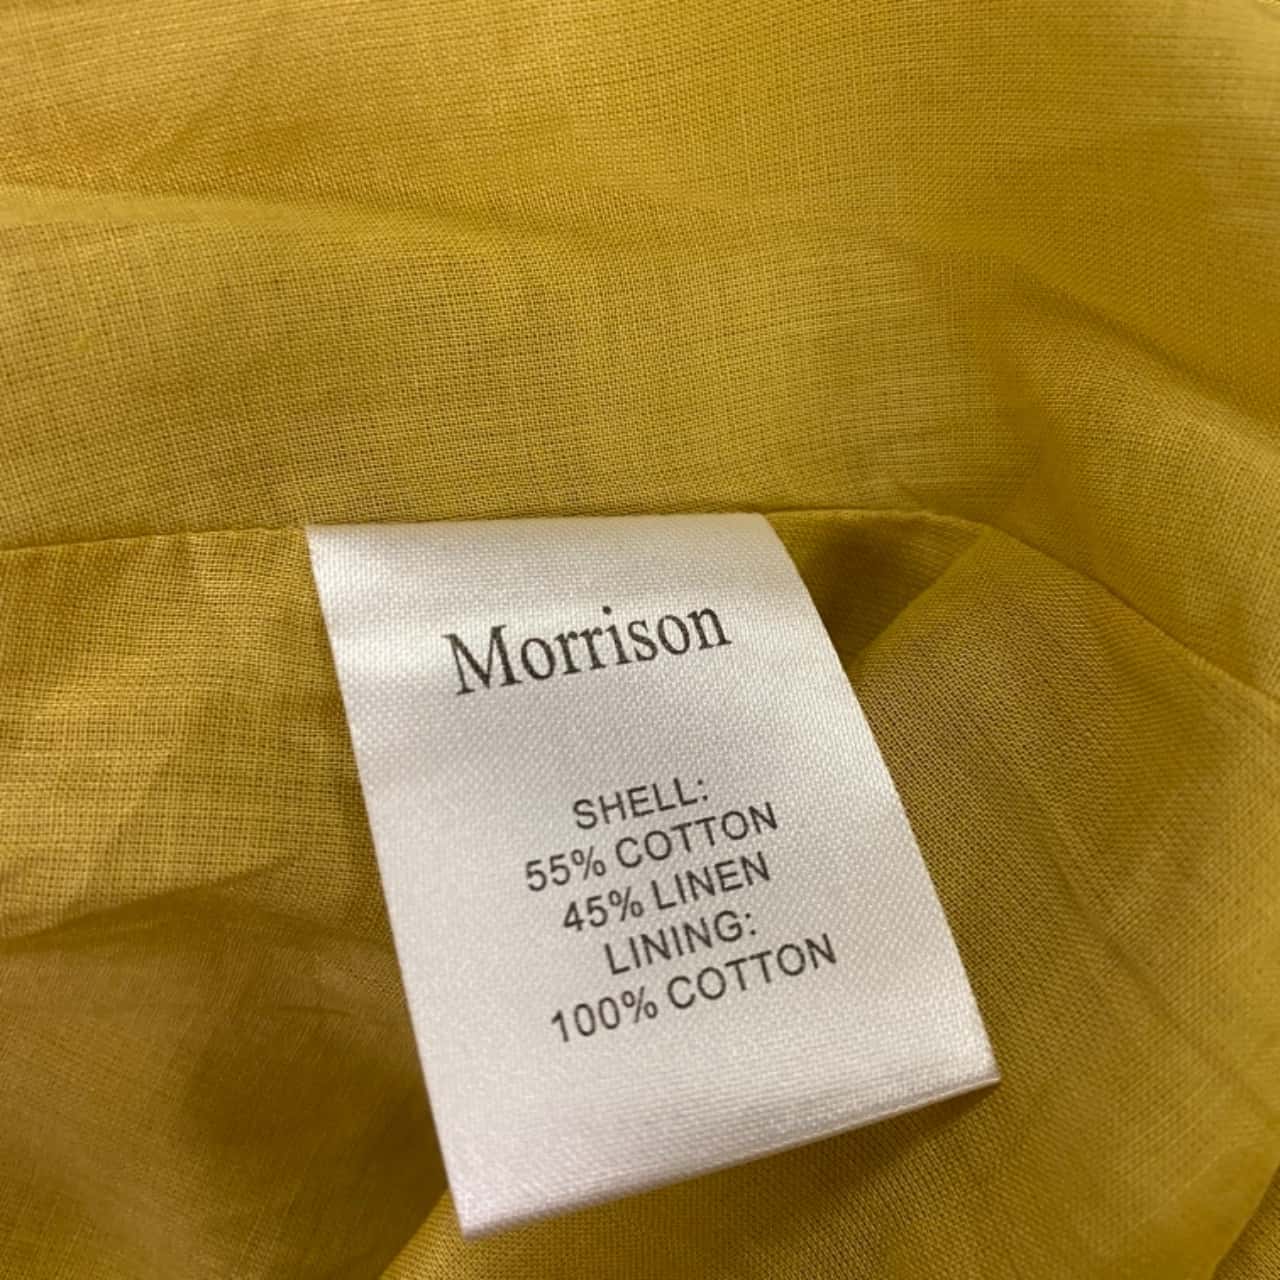 Morrison
SHELL:
55% COTTON
45% LINEN
LINING:
100% COTTON